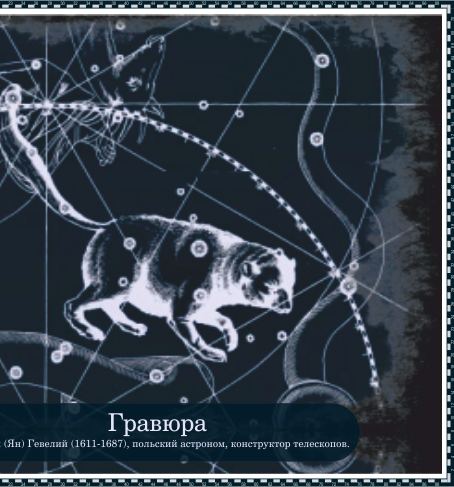 Гравюра
(Ян) Гевелий (1611-1687), польский астроном, конструктор телескопов.